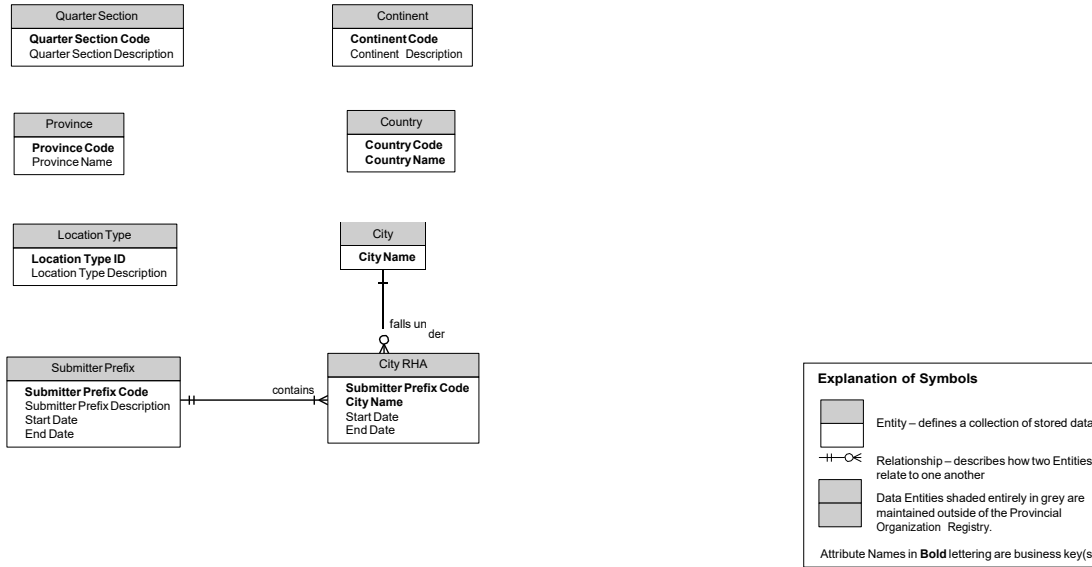 Quarter Section
Quarter Section Code
Quarter Section Description
Continent
Continent Code
Continent Description
Province
Province Code
Province Name
Country
Country Code
Country Name
Location Type
Location Type ID
Location Type Description
City
City Name
falls un
der
Submitter Prefix
Submitter Prefix Code
Submitter Prefix Description
Start Date
End Date
contains
City RHA
Submitter Prefix Code
City Name
Start Date
End Date
Explanation of Symbols
Entity – defines a collection of stored data
Relationship – describes how two Entities
relate to one another
Data Entities shaded entirely in grey are
maintained outside of the Provincial
Organization Registry.
Attribute Names in Bold lettering are business key(s